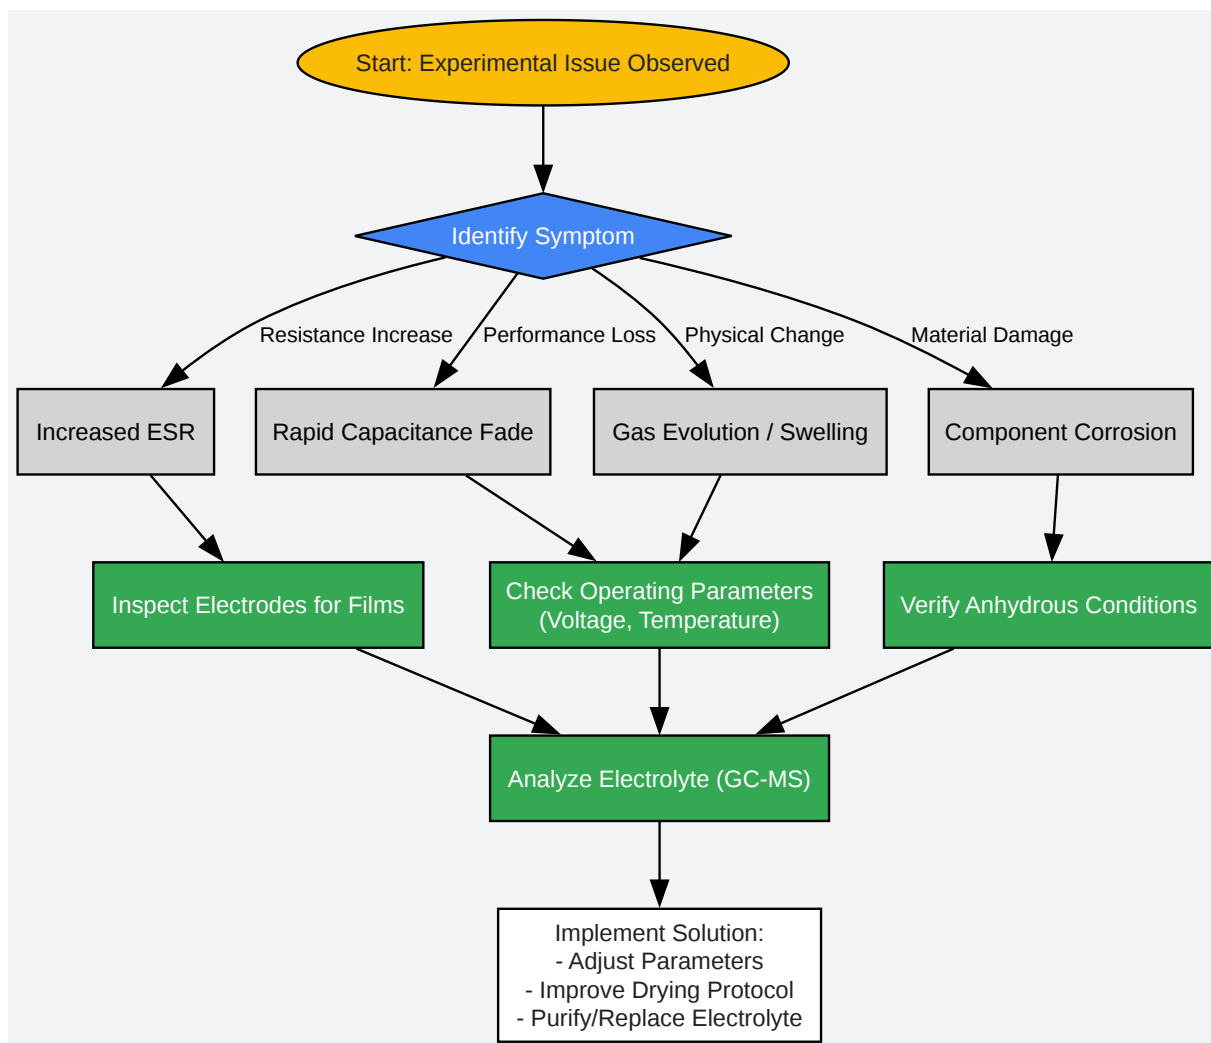 Start: Experimental Issue Observed
Identify Symptom
Resistance Increase
Performance Loss
Physical Change
Material Damage
Increased ESR
Rapid Capacitance Fade
Gas Evolution / Swelling
Component Corrosion
Inspect Electrodes for Films
Check Operating Parameters
(Voltage, Temperature)
Verify Anhydrous Conditions
Analyze Electrolyte (GC-MS)
Implement Solution:
- Adjust Parameters
- Improve Drying Protocol
- Purify/Replace Electrolyte